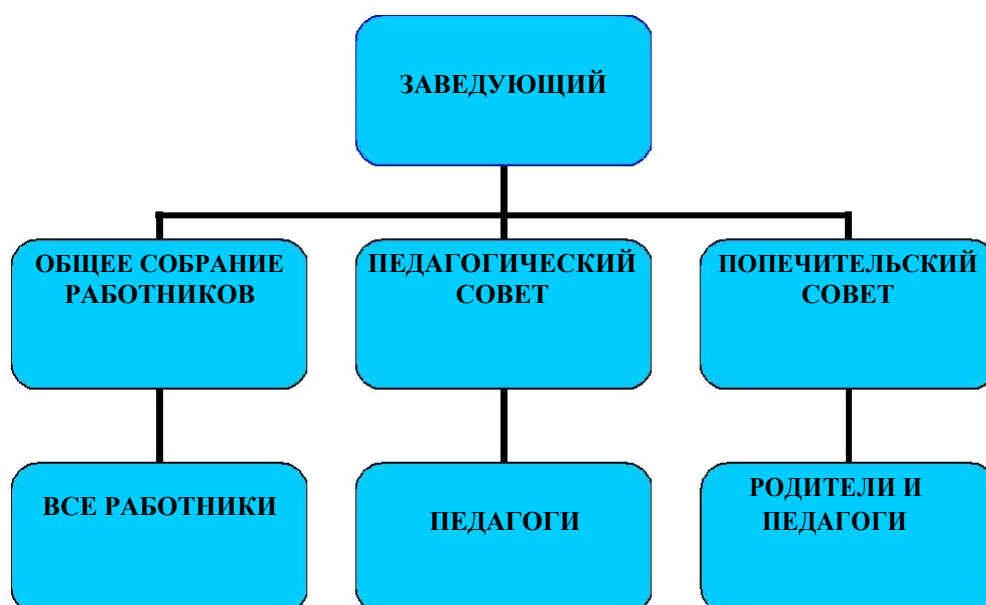 ЗАВЕДУЮЩИЙ
ОБЩЕЕ СОБРАНИЕ
РАБОТНИКОВ
ПЕДАГОГИЧЕСКИЙ
СОВЕТ
ПОПЕЧИТЕЛЬСКИЙ
СОВЕТ
ВСЕ РАБОТНИКИ
ПЕДАГОГИ
РОДИТЕЛИ И
ПЕДАГОГИ